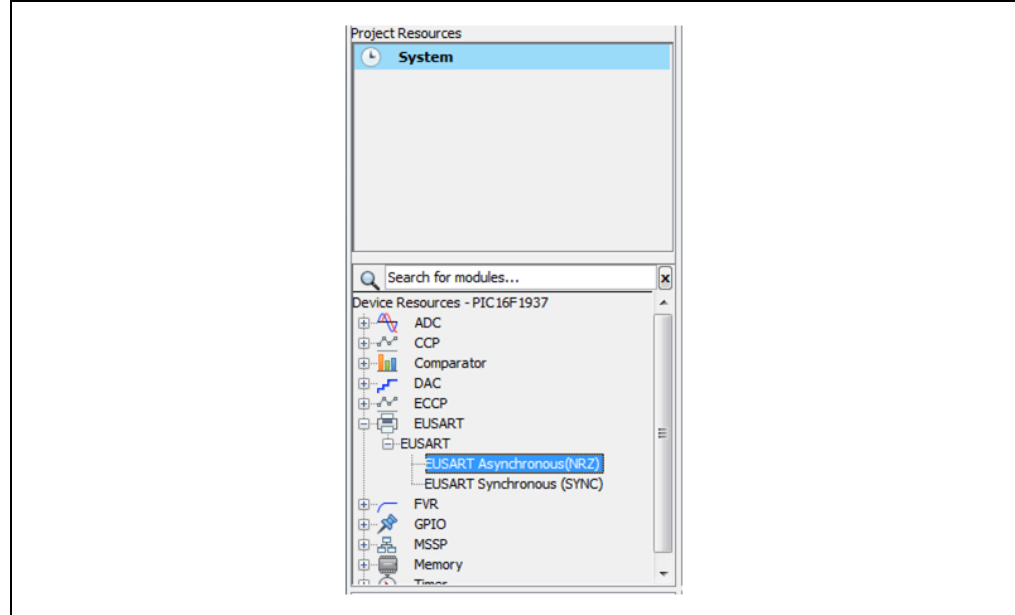 Project Resources
System
Search for modules...
Device Resources - PIC16F1937
ADC
CCP
Comparator
DAC
ECCP
EUSART
EUSART
EUSART Asynchronous(NRZ)
EUSART Synchronous (SYNC)
FVR
GPIO
MSSP
Memory
Timer